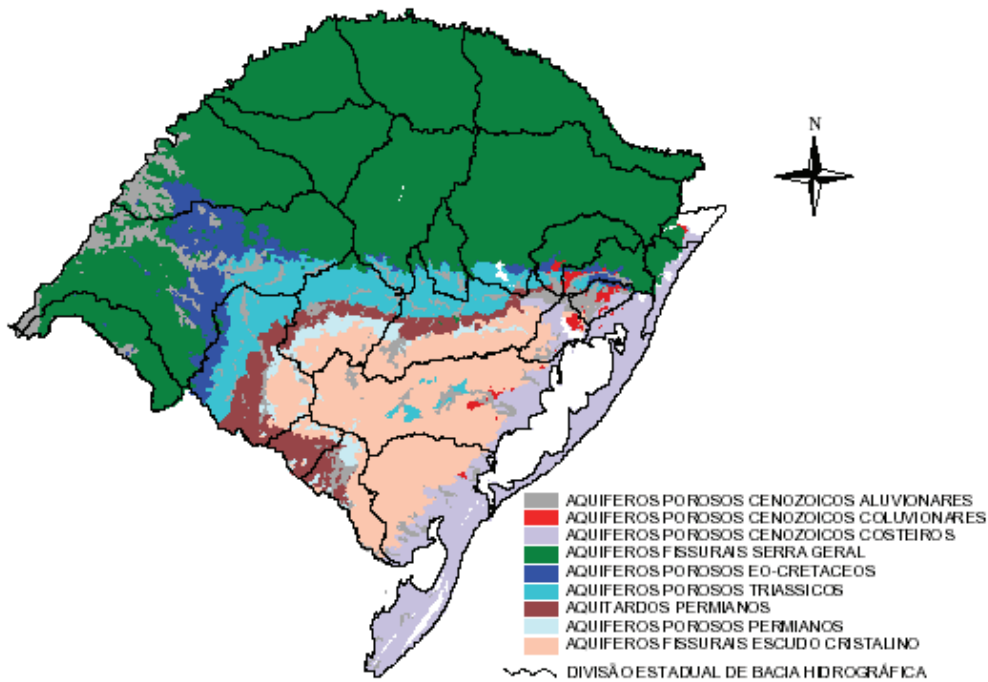 N
AQUIFEROS POROSOS CENOZOICOS ALUVIONARES
AQUIFEROS POROSOS CENOZOICOS COLUVIONARES
AQUIFEROS POROSOS CENOZOICOS COSTEIROS
AQUIFEROS FISSURAIS SERRA GERAL
AQUIFEROS POROSOS EO-CRETACEOS
AQUIFEROS POROSOS TRIASSICOS
AQUITARDOS PERMIANOS
AQUIFEROS POROSOS PERMIANOS
AQUIFEROS FISSURAIS ESCUDO CRISTALINO
DIVISÃO ESTADUAL DE BACIA HIDROGRÁFICA